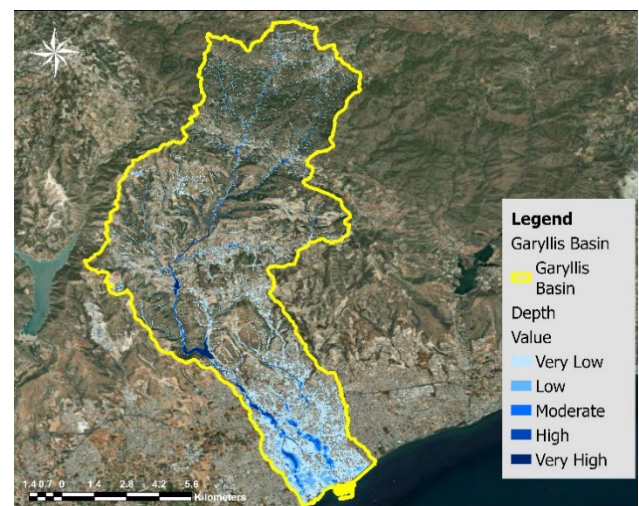 Legend
Garyllis Basin
Garyllis
Basin
Depth
Value
Very Low
Low
Moderate
High
Very High
1.4 0.7 0 1.4 2.8 4.2 5.6
Kilometers